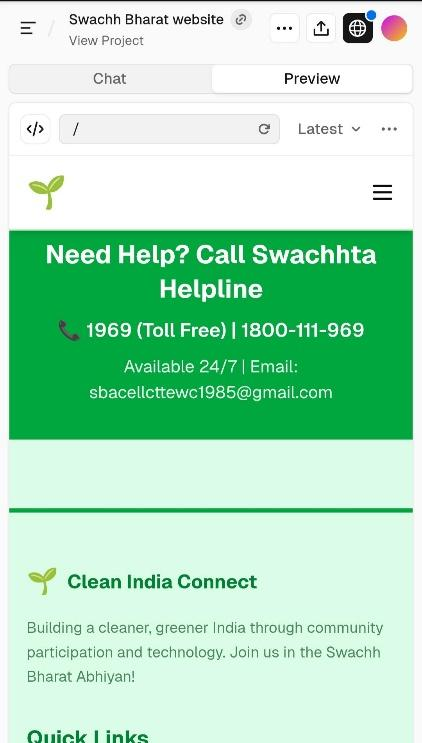 Swachh Bharat website
View Project
Chat
Preview
/
Latest
Need Help? Call Swachhta
Helpline
1969 (Toll Free) | 1800-111-969
Available 24/7 | Email:
sbacellcttewc1985@gmail.com
Clean India Connect
Building a cleaner, greener India through community
participation and technology. Join us in the Swachh
Bharat Abhiyan!
Quick Links